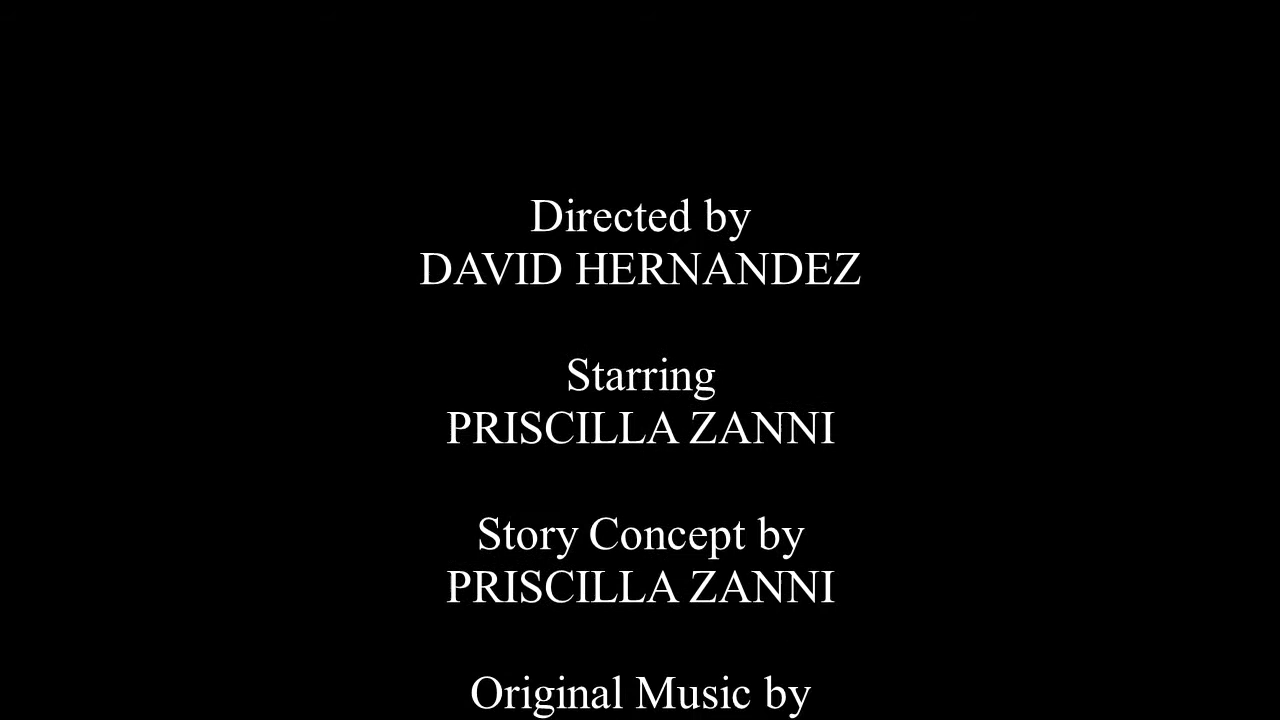 Directed by
DAVID HERNANDEZ
Starring
PRISCILLA ZANNI
Story Concept by
PRISCILLA ZANNI
Original Music by